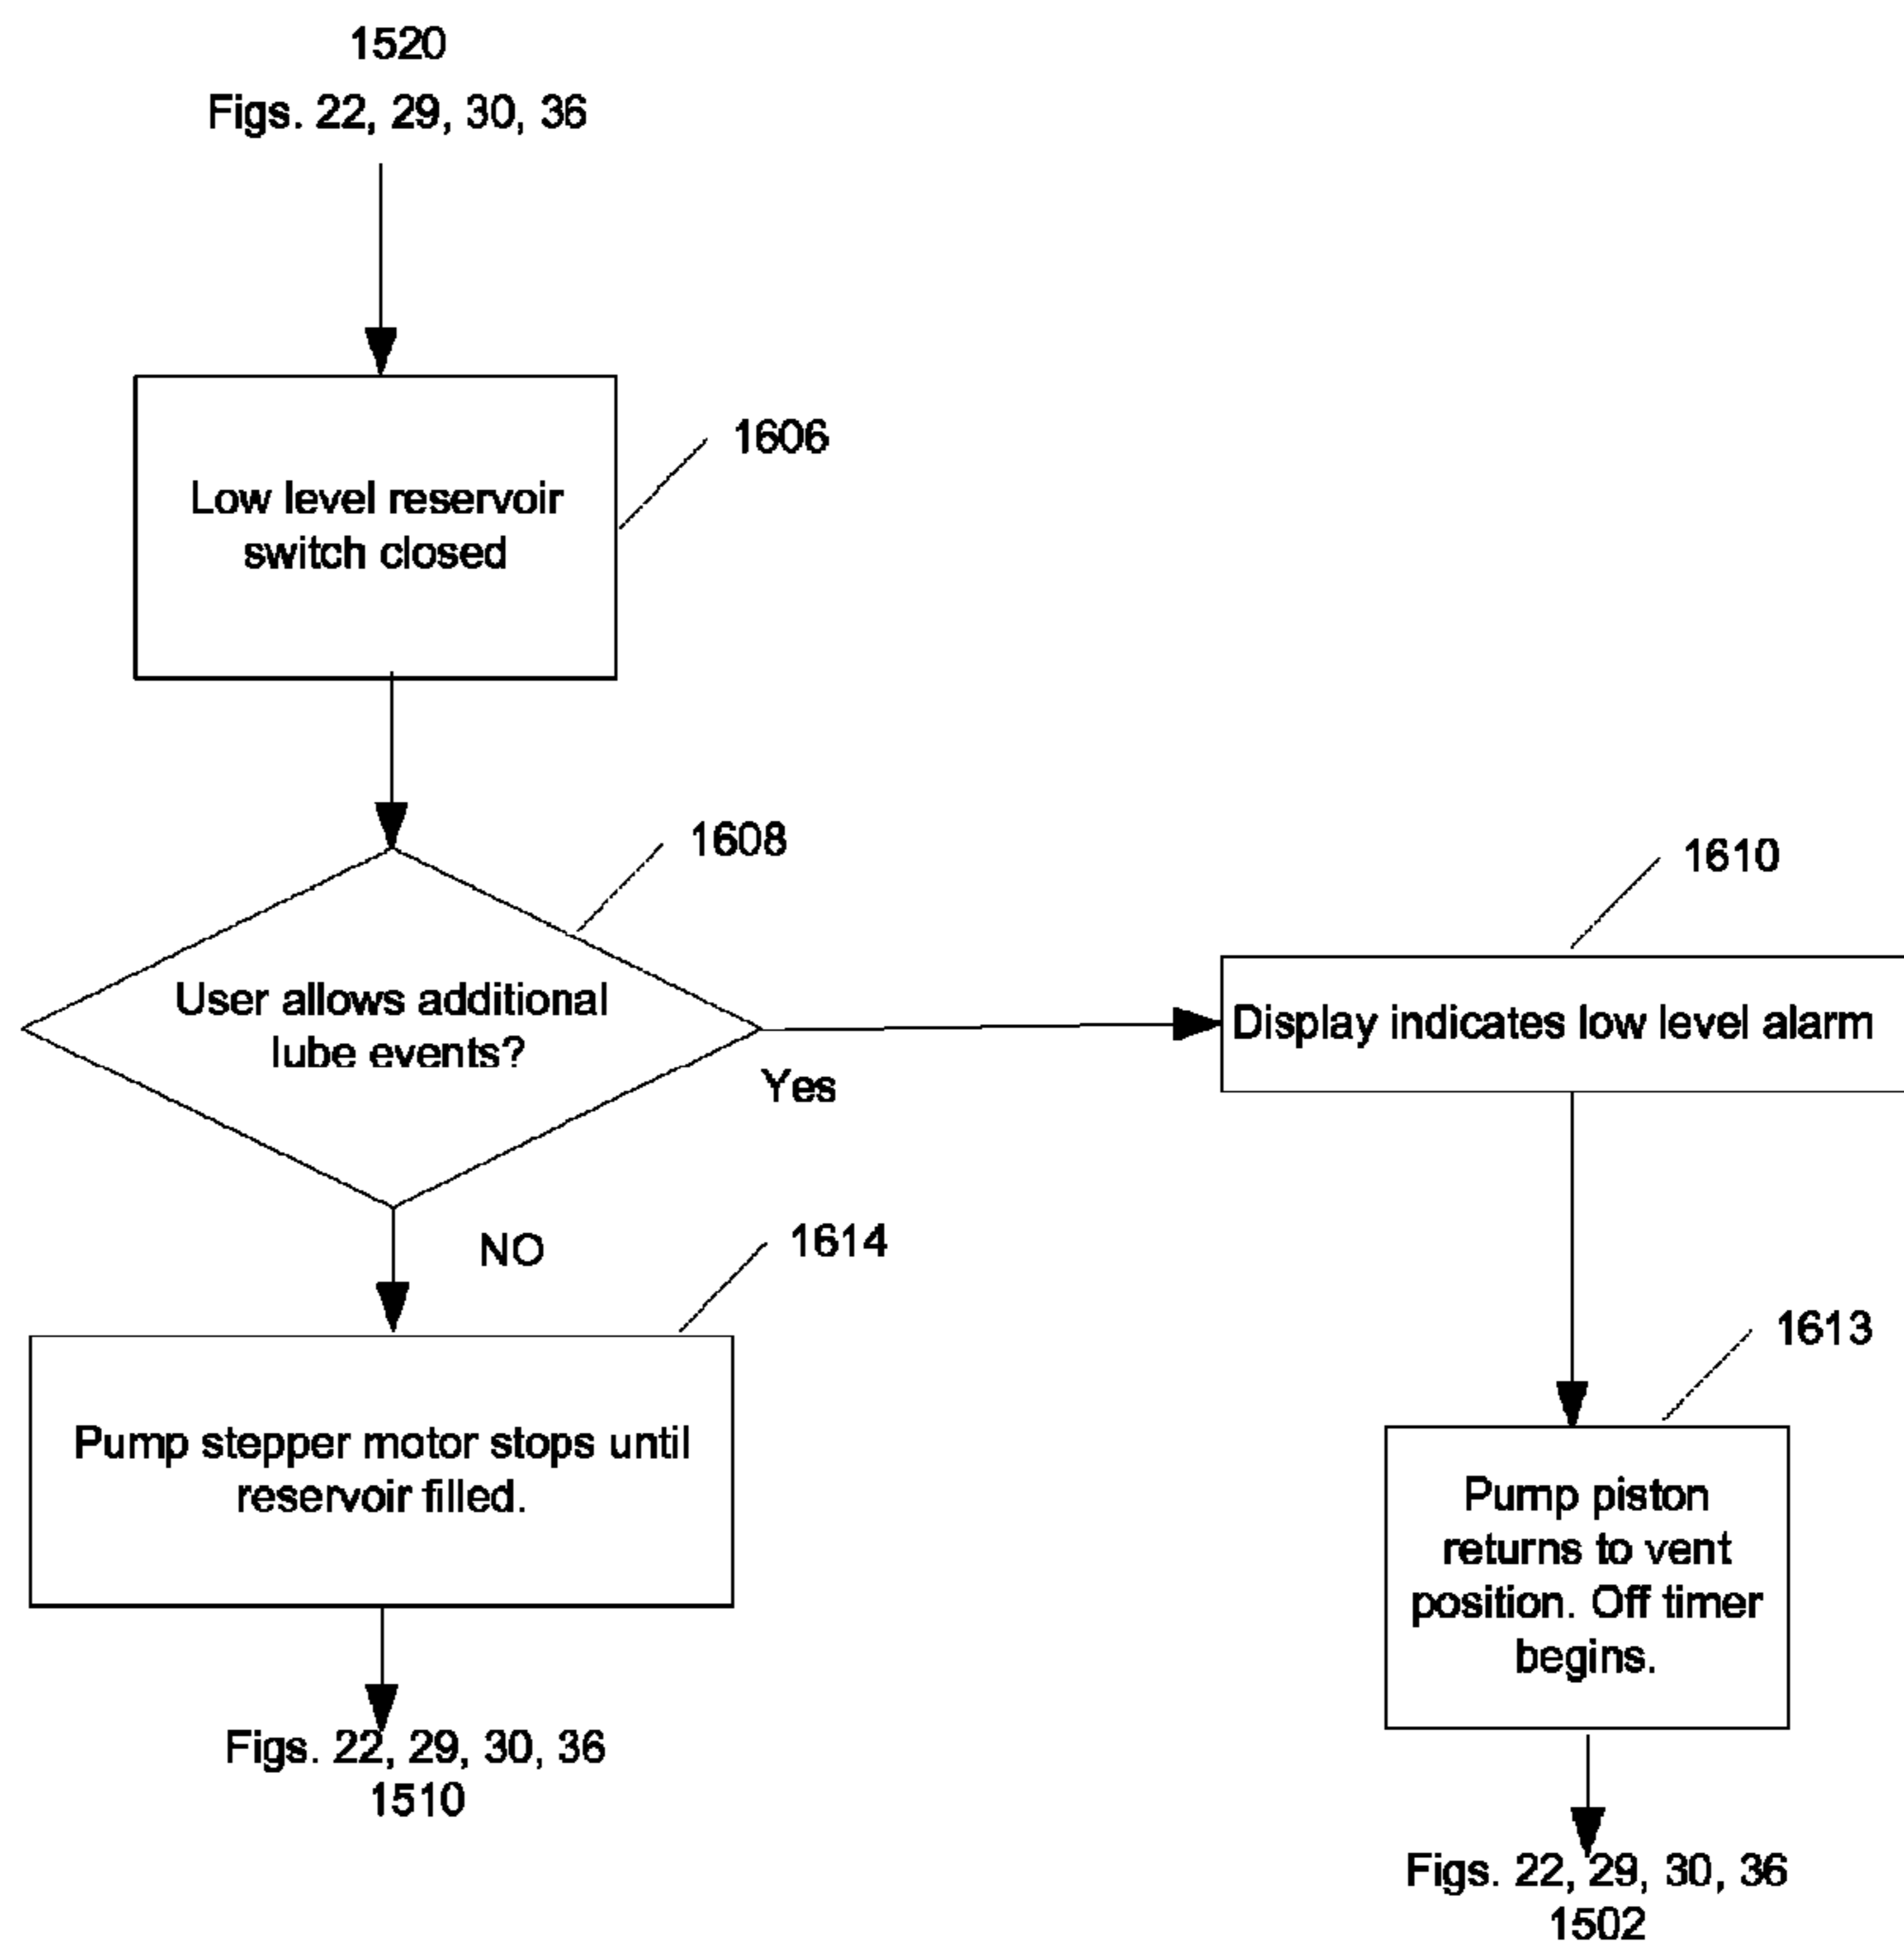 1520
Figs. 22, 29, 30, 36
1606
Low level reservoir
switch closed
1608
User allows additional
lube events?
Yes
1610
Display indicates low level alarm
NO
1614
Pump stepper motor stops until
reservoir filled.
1613
Pump piston
returns to vent
position. Off timer
begins.
Figs. 22, 29, 30, 36
1510
Figs. 22, 29, 30, 36
1502